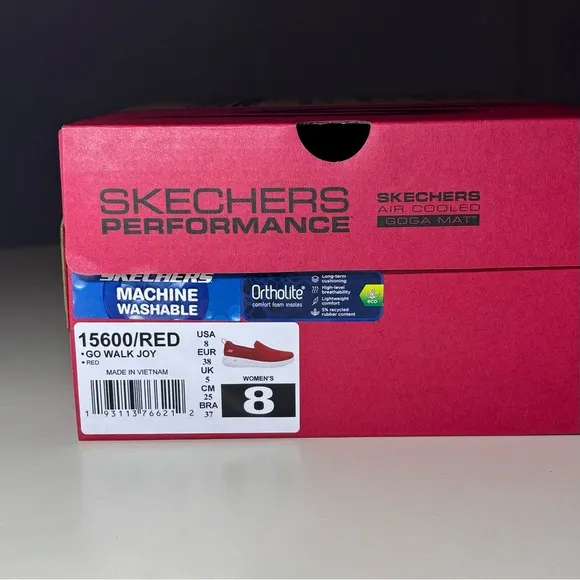 SKECHERS
PERFORMANCE
SKECHERS
AIR COOLED
GOGA MAT™
SKECHERS
MACHINE
WASHABLE
Ortholite®
comfort foam insoles
Long-term
cushioning
High-level
breathability
Lightweight
comfort
5% recycled
rubber content
eco
15600/RED
•GO WALK JOY
• RED
MADE IN VIETNAM
1 93113 76621 2
USA
8
EUR
38
UK
5
CM
25
BRA
37
WOMEN'S
8